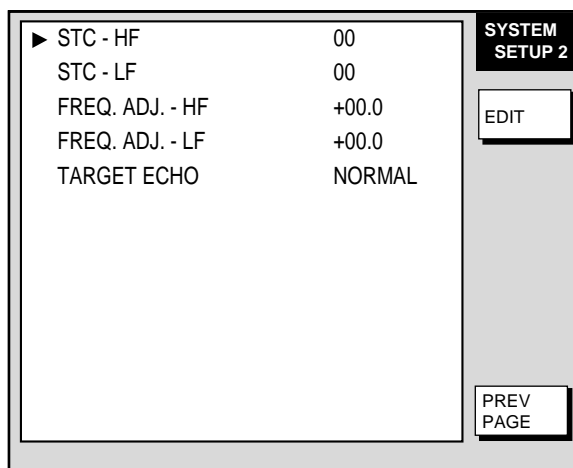 ► STC - HF 00
STC - LF 00
FREQ. ADJ. - HF +00.0
FREQ. ADJ. - LF +00.0
TARGET ECHO NORMAL
SYSTEM
SETUP 2
EDIT
PREV
PAGE